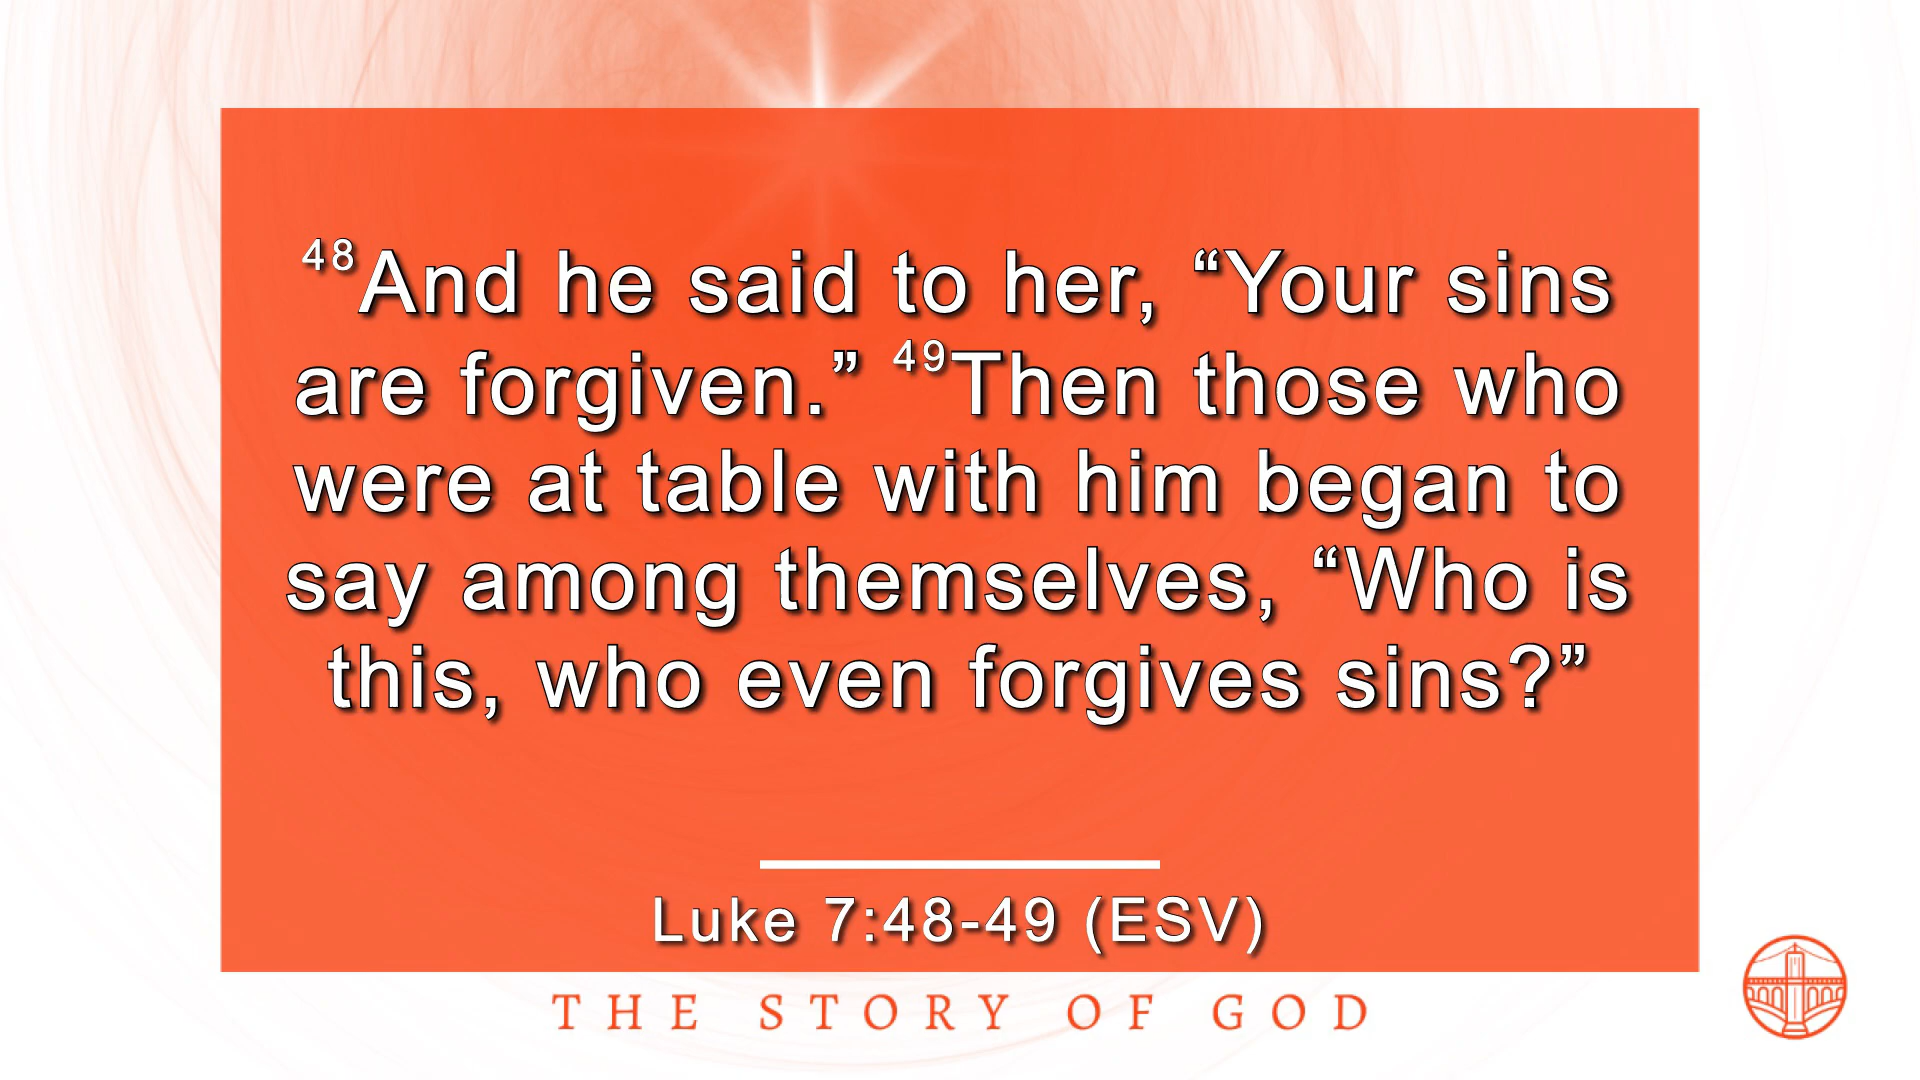 48And he said to her, “Your sins
are forgiven.” 49Then those who
were at table with him began to
say among themselves, “Who is
this, who even forgives sins?”
Luke 7:48-49 (ESV)
THE STORY OF GOD